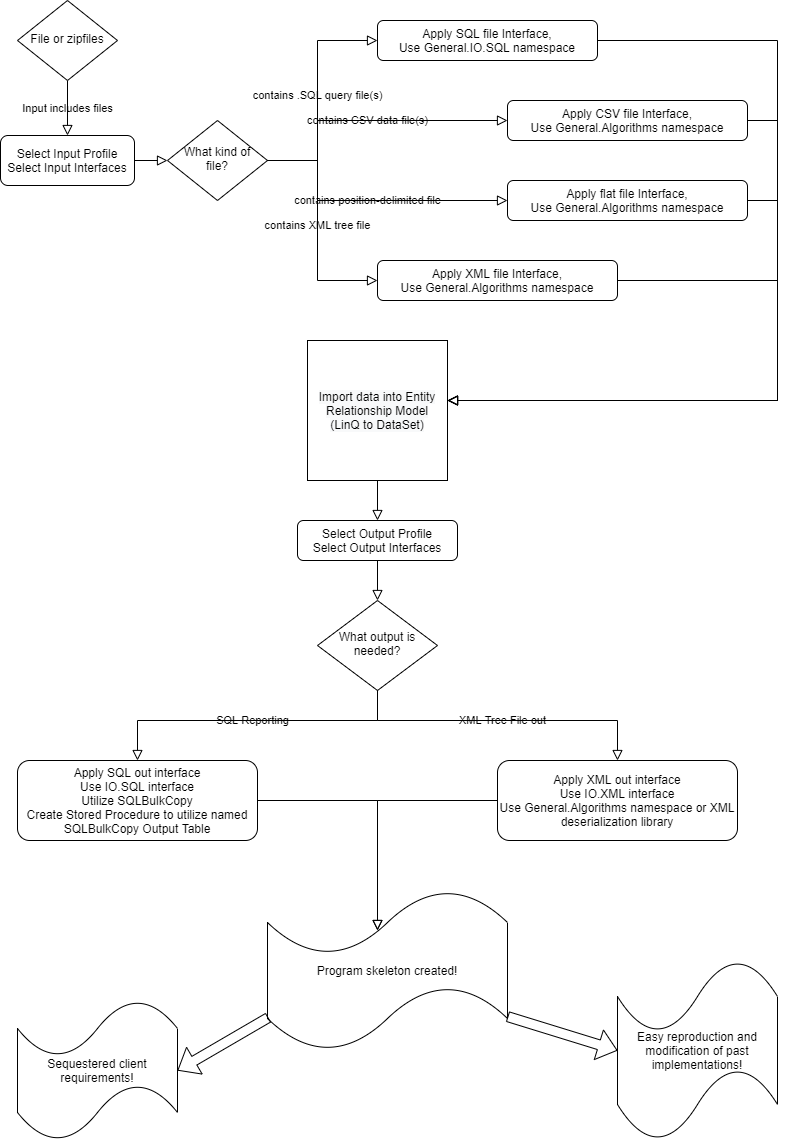 File or zipfiles
Input includes files
Select Input Profile
Select Input Interfaces
What kind of
file?
contains .SQL query file(s)
contains CSV data file(s)
contains position-delimited file
contains XML tree file
Apply SQL file Interface,
Use General.IO.SQL namespace
Apply CSV file Interface,
Use General.Algorithms namespace
Apply flat file Interface,
Use General.Algorithms namespace
Apply XML file Interface,
Use General.Algorithms namespace
Import data into Entity
Relationship Model
(LinQ to DataSet)
Select Output Profile
Select Output Interfaces
What output is
needed?
SQL Reporting
XML Tree File out
Apply SQL out interface
Use IO.SQL interface
Utilize SQLBulkCopy
Create Stored Procedure to utilize named
SQLBulkCopy Output Table
Apply XML out interface
Use IO.XML interface
Use General.Algorithms namespace or XML
deserialization library
Program skeleton created!
Sequestered client
requirements!
Easy reproduction and
modification of past
implementations!